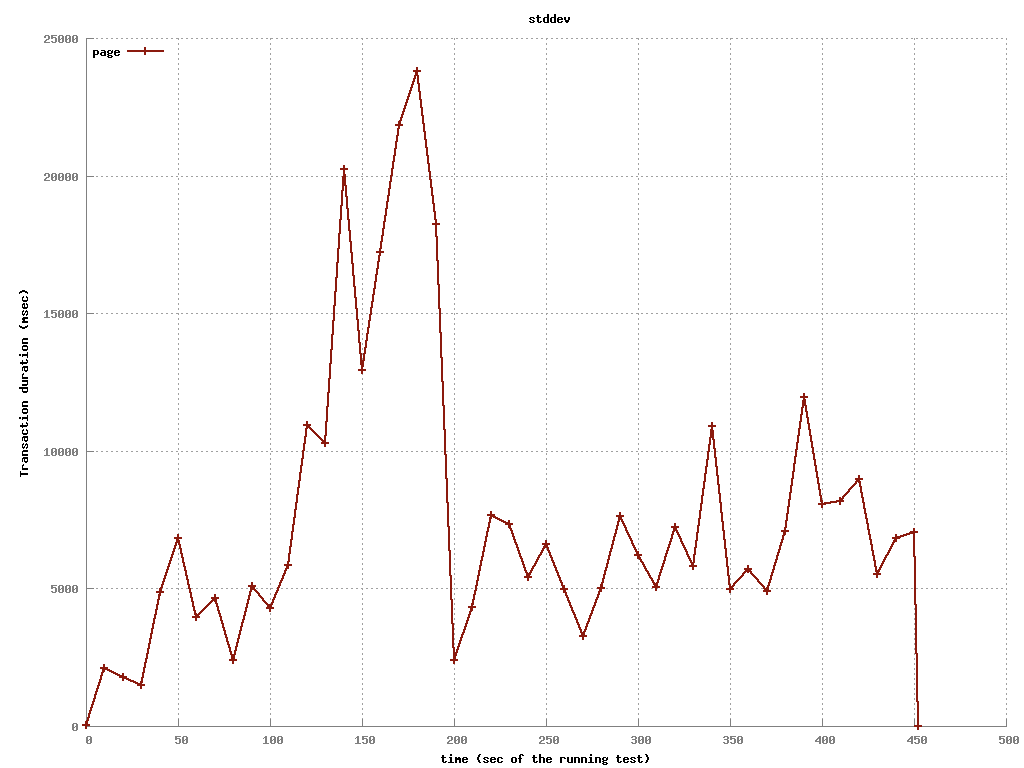 stddev
25000
page
20000
15000
Transaction duration (msec)
10000
5000
0
0 50 100 150 200 250 300 350 400 450 500
time (sec of the running test)